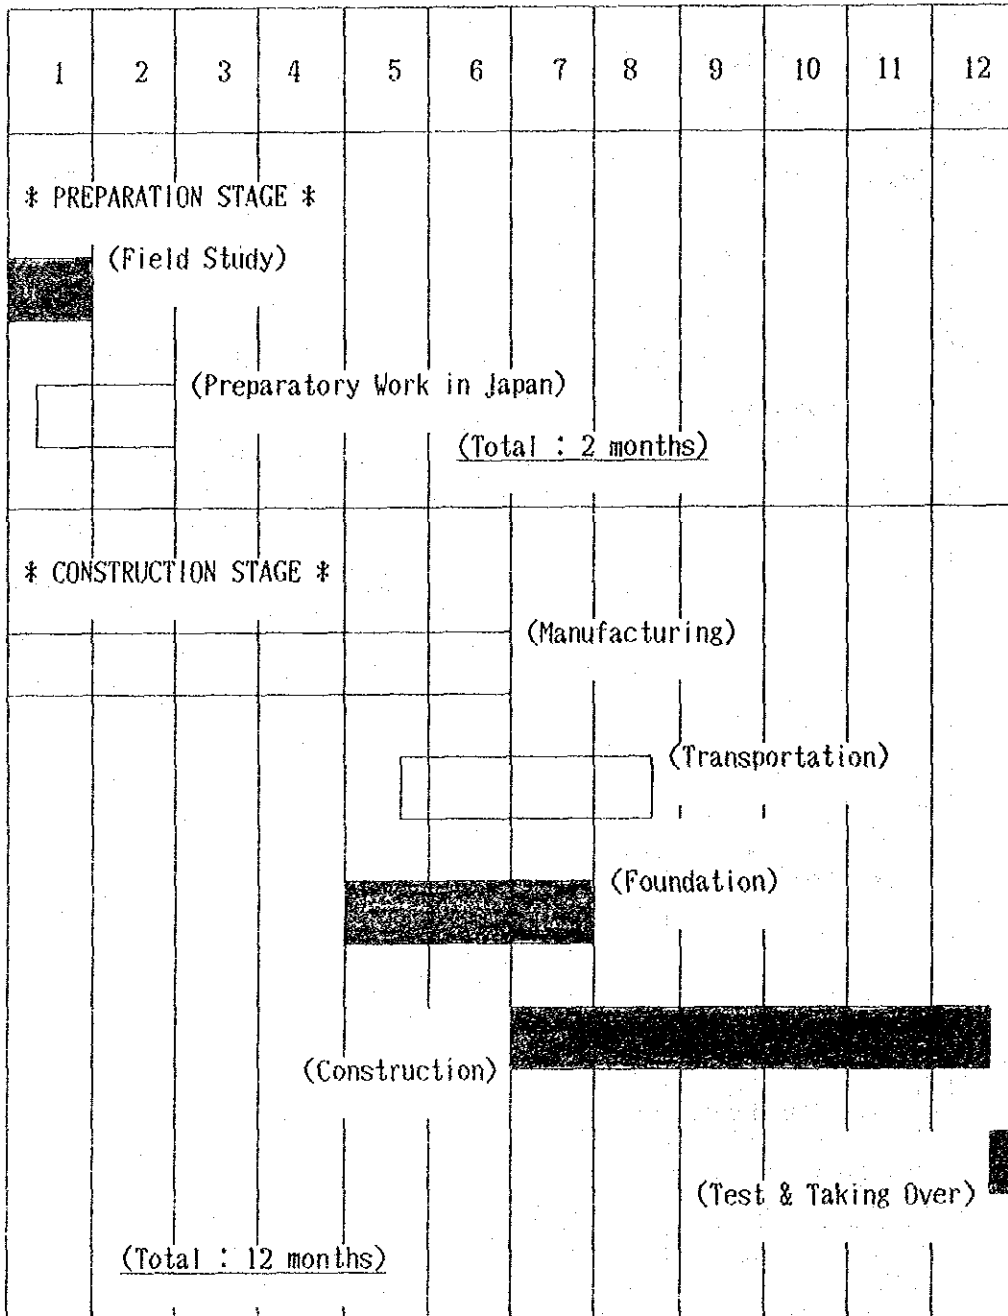 1 2 3 4 5 6 7 8 9 10 11 12
* PREPARATION STAGE *
(Field Study)
(Preparatory Work in Japan)
(Total : 2 months)
* CONSTRUCTION STAGE *
(Manufacturing)
(Transportation)
(Foundation)
(Construction)
(Test & Taking Over)
(Total : 12 months)